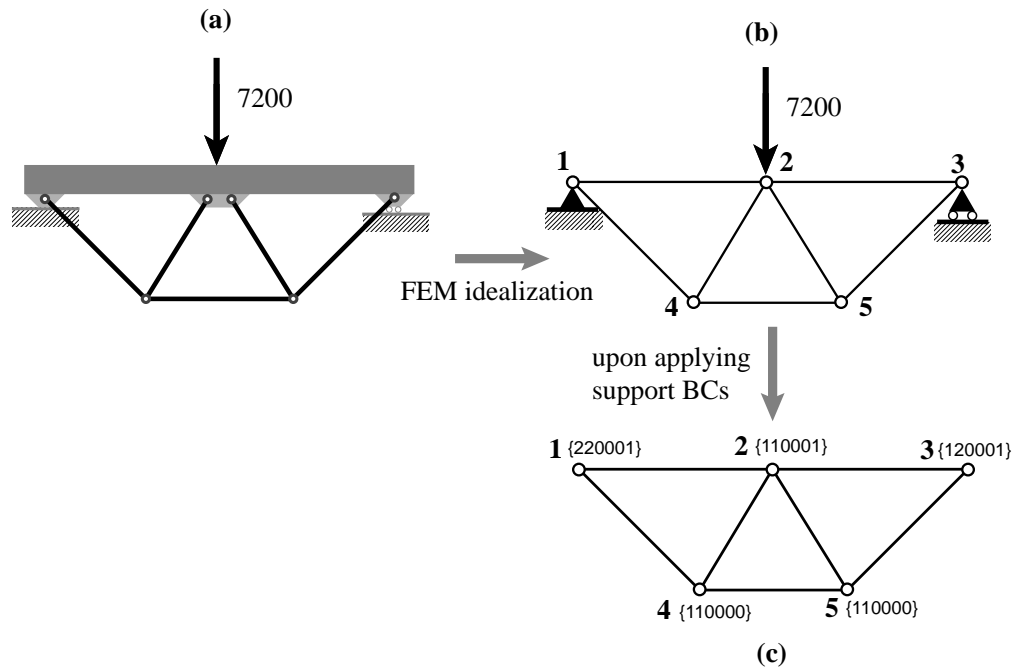 (a)
7200
(b)
7200
1
2
3
4
5
FEM idealization
upon applying
support BCs
1 {220001}
2 {110001}
3 {120001}
4 {110000}
5 {110000}
(c)